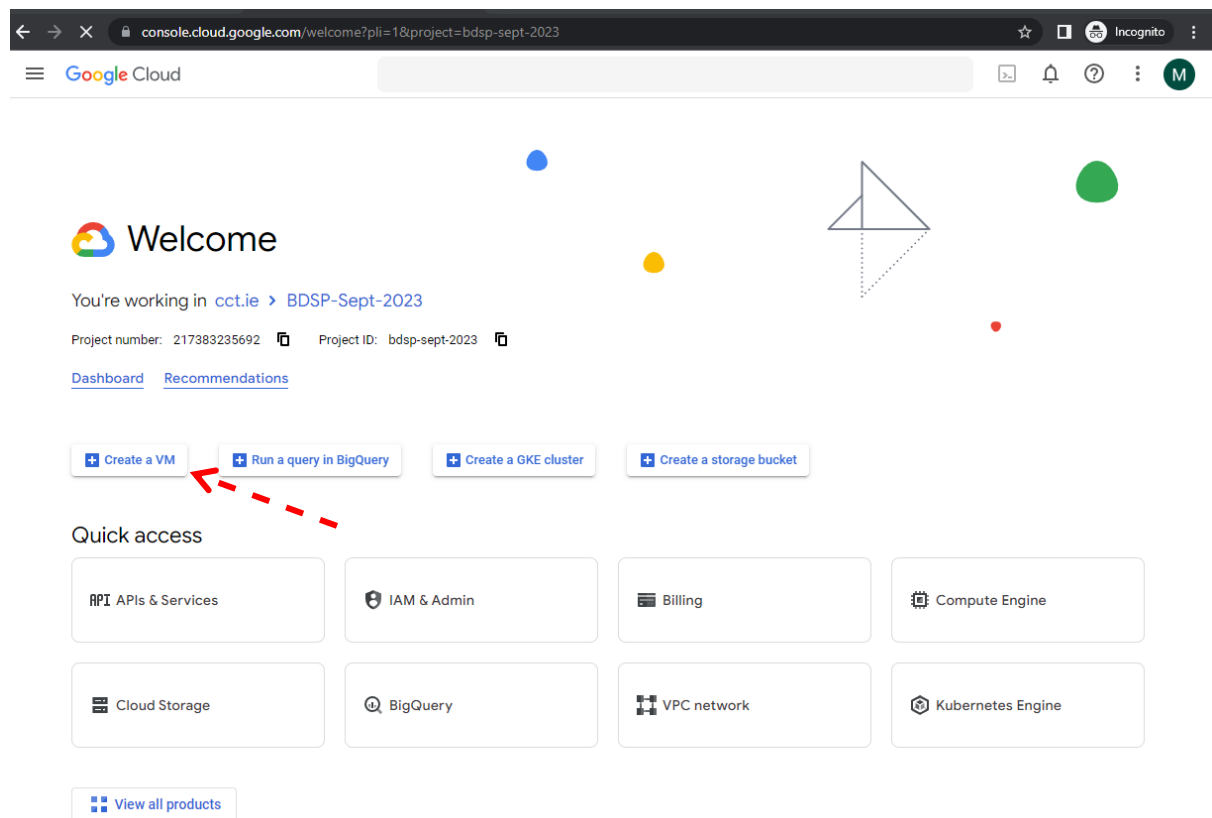 console.cloud.google.com/welcome?pli=1&project=bdsp-sept-2023
Incognito
Google Cloud
M
Welcome
You're working in cct.ie > BDSP-Sept-2023
Project number: 217383235692 Project ID: bdsp-sept-2023
Dashboard Recommendations
Create a VM Run a query in BigQuery Create a GKE cluster Create a storage bucket
Quick access
API APIs & Services IAM & Admin Billing Compute Engine
Cloud Storage BigQuery VPC network Kubernetes Engine
View all products